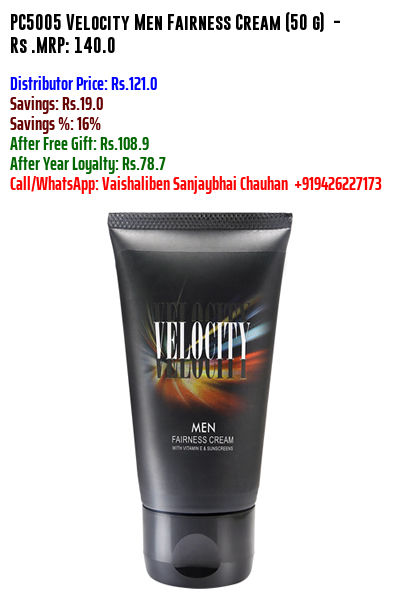 PC5005 Velocity Men Fairness Cream (50 g)  -
Rs .MRP: 140.0
Distributor Price: Rs.121.0
Savings: Rs.19.0
Savings %: 16%
After Free Gift: Rs.108.9
After Year Loyalty: Rs.78.7
Call/WhatsApp: Vaishaliben Sanjaybhai Chauhan  +919426227173
VELOCITY
MEN
FAIRNESS CREAM
WITH VITAMIN E & SUNSCREENS